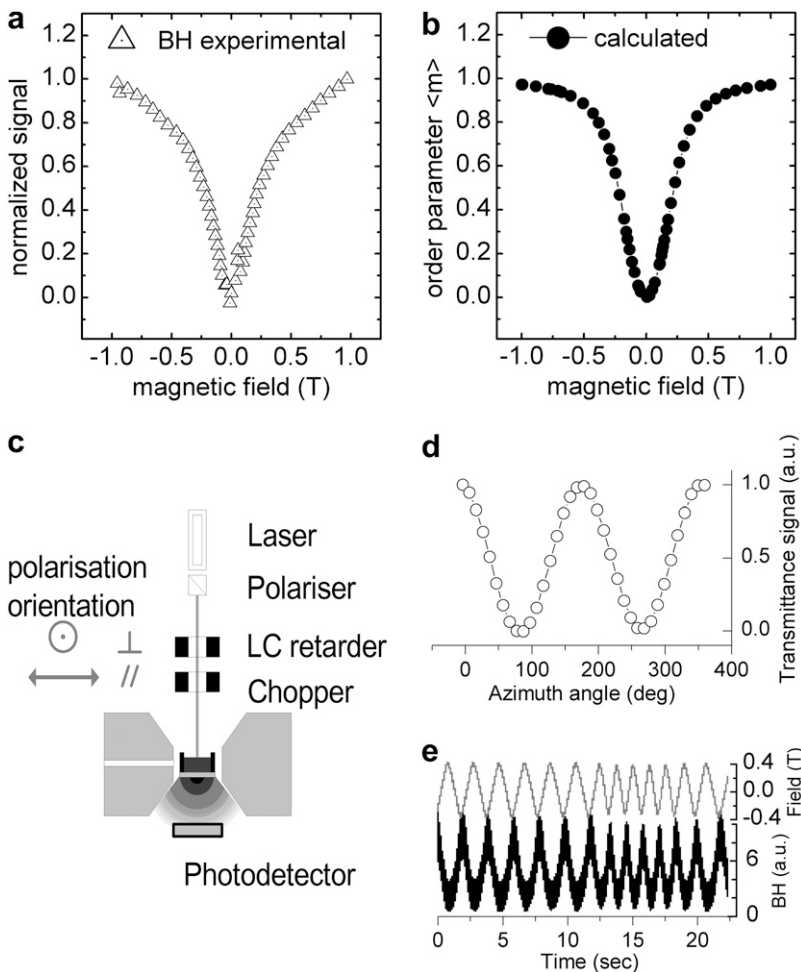 a
BH experimental
normalized signal
1.2
1.0
0.8
0.6
0.4
0.2
0.0
-1.0 -0.5 0.0 0.5 1.0
magnetic field (T)
b
calculated
order parameter <m>
1.2
1.0
0.8
0.6
0.4
0.2
0.0
-1.0 -0.5 0.0 0.5 1.0
magnetic field (T)
c
Laser
Polariser
polarisation
orientation
⊥
//
LC retarder
Chopper
Photodetector
d
1.0
0.5
0.0
Transmittance signal (a.u.)
0 100 200 300 400
Azimuth angle (deg)
e
0.4
0.0
-0.4
Field (T)
6
0
BH (a.u.)
0 5 10 15 20
Time (sec)